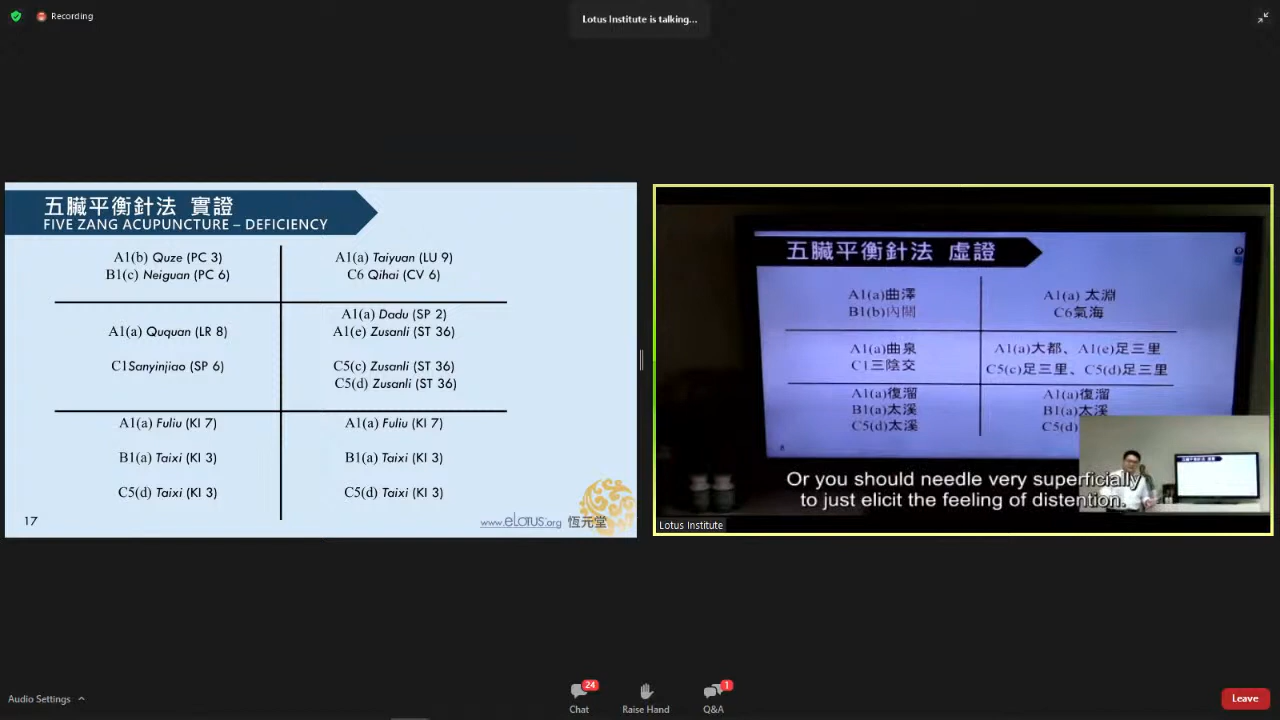 Recording
Lotus Institute is talking...
五臟平衡針法 實證
FIVE ZANG ACUPUNCTURE – DEFICIENCY
A1(b) Quze (PC 3)
B1(c) Neiguan (PC 6)
A1(a) Taiyuan (LU 9)
C6 Qihai (CV 6)
A1(a) Ququan (LR 8)
C1Sanyinjiao (SP 6)
A1(a) Dadu (SP 2)
A1(e) Zusanli (ST 36)
C5(c) Zusanli (ST 36)
C5(d) Zusanli (ST 36)
A1(a) Fuliu (KI 7)
B1(a) Taixi (KI 3)
C5(d) Taixi (KI 3)
A1(a) Fuliu (KI 7)
B1(a) Taixi (KI 3)
C5(d) Taixi (KI 3)
17
www.eLotus.org 恆元堂
五臟平衡針法 虛證
A1(a)曲澤
B1(b)內關
A1(a) 太淵
C6氣海
A1(a)曲泉
C1三陰交
A1(a)大都、A1(e)足三里
C5(c)足三里、C5(d)足三里
A1(a)復溜
B1(a)太溪
C5(d)太溪
A1(a)復溜
B1(a)太溪
C5(d)
Or you should needle very superficially
to just elicit the feeling of distention.
Lotus Institute
Audio Settings
24
Chat
Raise Hand
1
Q&A
Leave